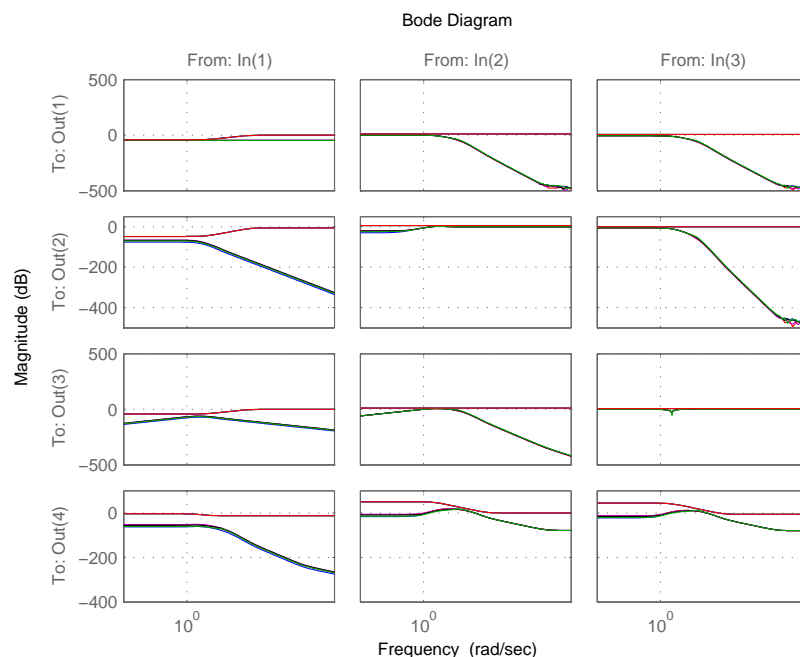 Bode Diagram
From: In(1) From: In(2) From: In(3)
To: Out(1)
500
0
−500
To: Out(2)
0
−200
−400
To: Out(3)
500
0
−500
To: Out(4)
0
−200
−400
Magnitude (dB)
10^0 10^0 10^0
Frequency (rad/sec)